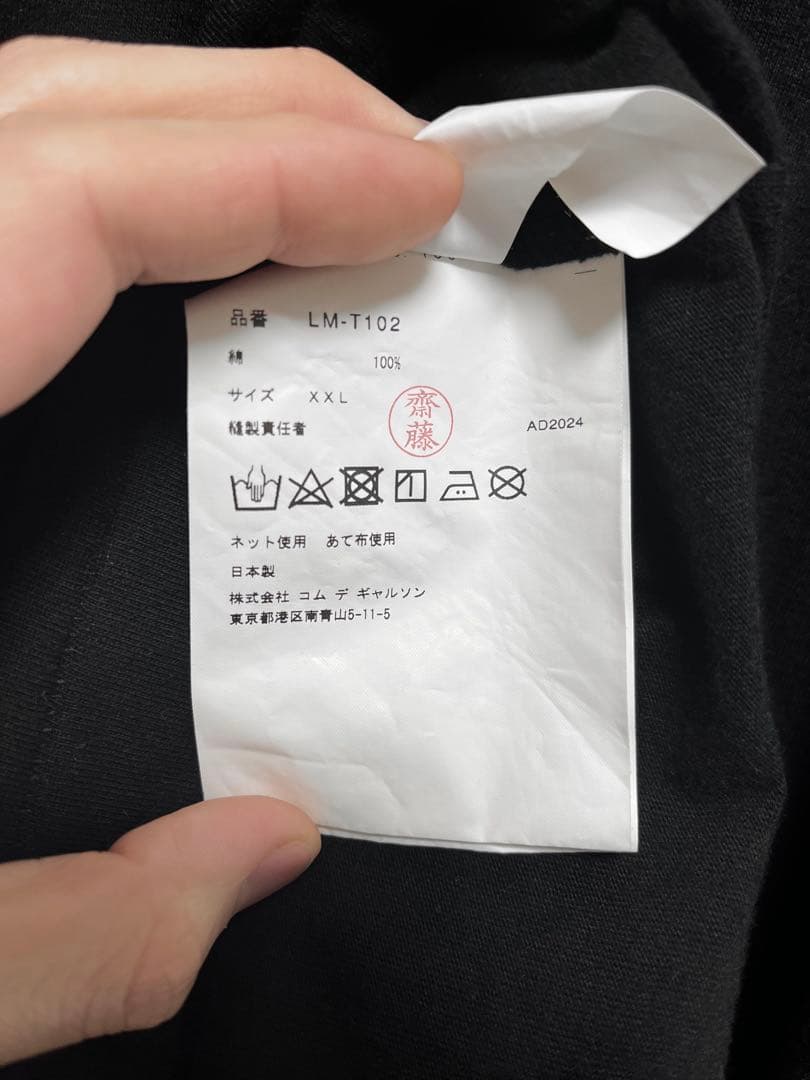 品番 LM-T102
綿 100%
サイズ XXL
縫製責任者 齋藤 AD2024
ネット使用 あて布使用
日本製
株式会社 コム デ ギャルソン
東京都港区南青山5-11-5